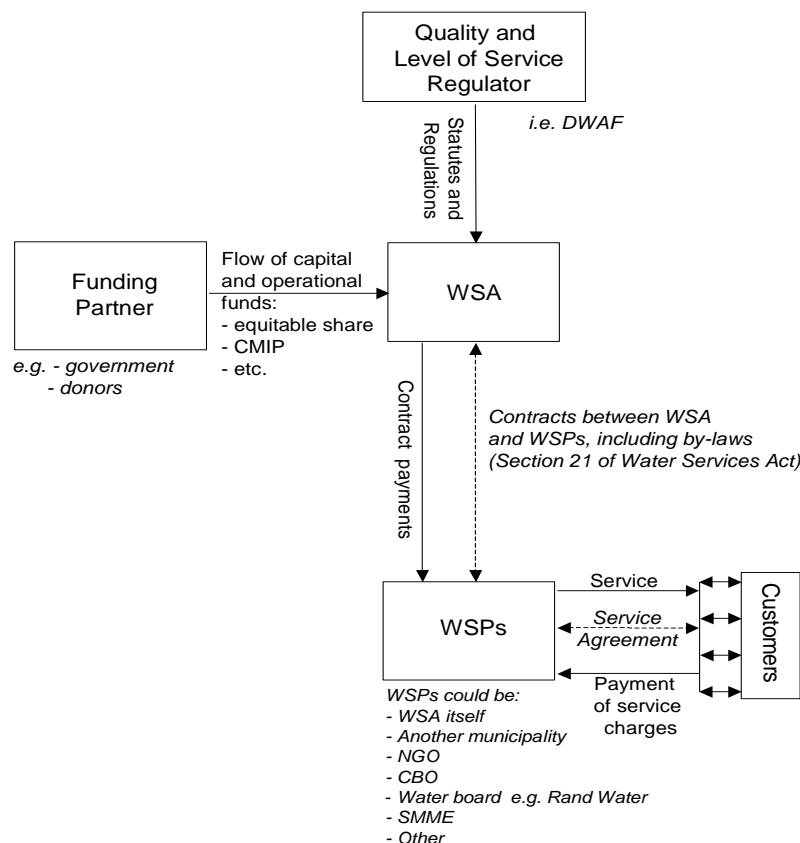 Quality and
Level of Service
Regulator
i.e. DWAF
Statutes and
Regulations
Funding
Partner
e.g. - government
- donors
Flow of capital
and operational
funds:
- equitable share
- CMIP
- etc.
WSA
Contract payments
Contracts between WSA
and WSPs, including by-laws
(Section 21 of Water Services Act)
WSPs
Service
Service
Agreement
Payment
of service
charges
Customers
WSPs could be:
- WSA itself
- Another municipality
- NGO
- CBO
- Water board e.g. Rand Water
- SMME
- Other